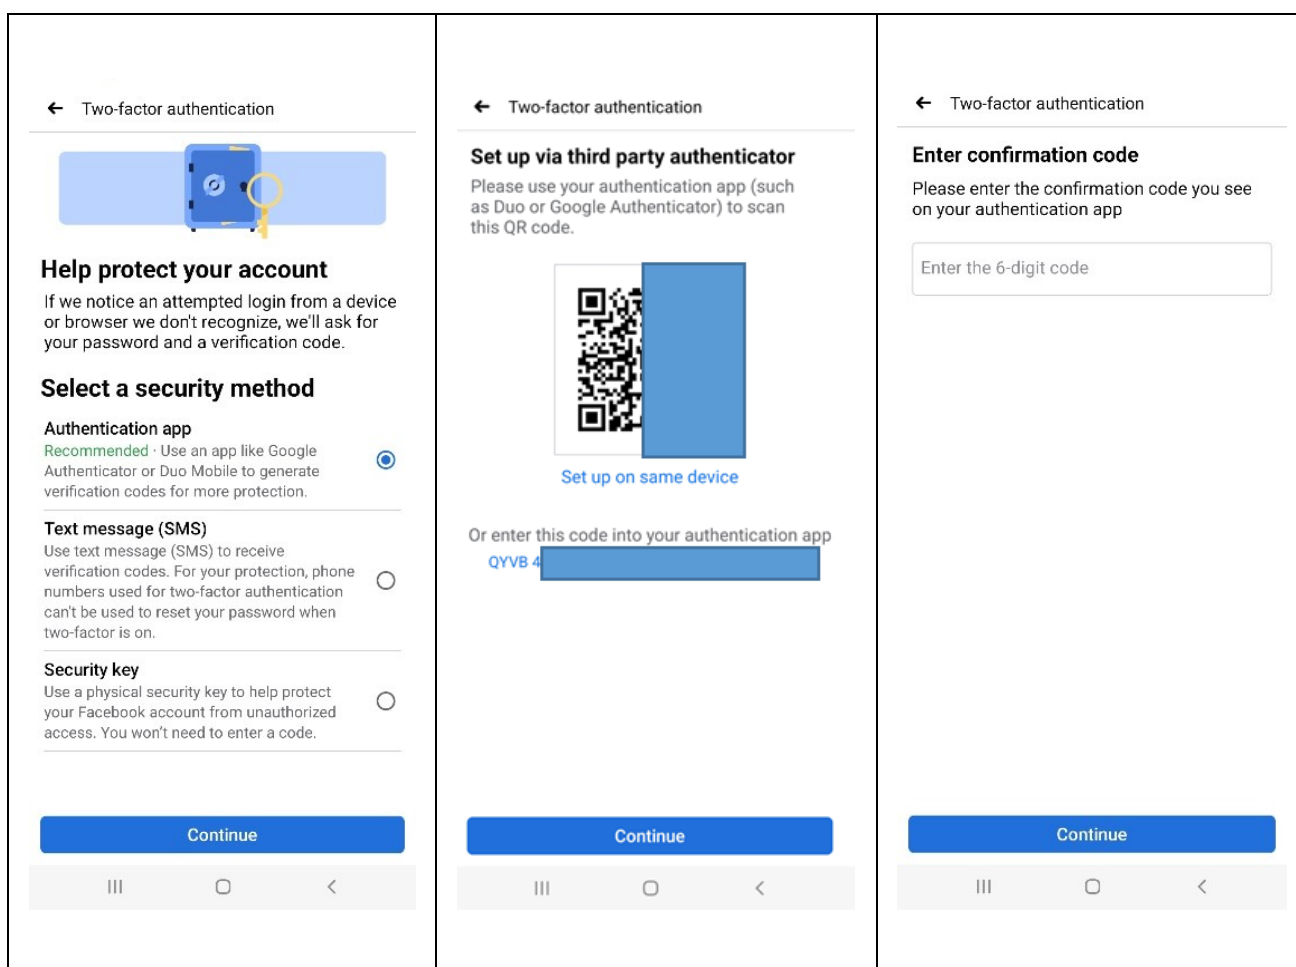 Two-factor authentication
Help protect your account
If we notice an attempted login from a device
or browser we don't recognize, we'll ask for
your password and a verification code.
Select a security method
Authentication app
Recommended · Use an app like Google
Authenticator or Duo Mobile to generate
verification codes for more protection.
Text message (SMS)
Use text message (SMS) to receive
verification codes. For your protection, phone
numbers used for two-factor authentication
can't be used to reset your password when
two-factor is on.
Security key
Use a physical security key to help protect
your Facebook account from unauthorized
access. You won't need to enter a code.
Continue
Two-factor authentication
Set up via third party authenticator
Please use your authentication app (such
as Duo or Google Authenticator) to scan
this QR code.
Set up on same device
Or enter this code into your authentication app
QYVB 4
Continue
Two-factor authentication
Enter confirmation code
Please enter the confirmation code you see
on your authentication app
Enter the 6-digit code
Continue